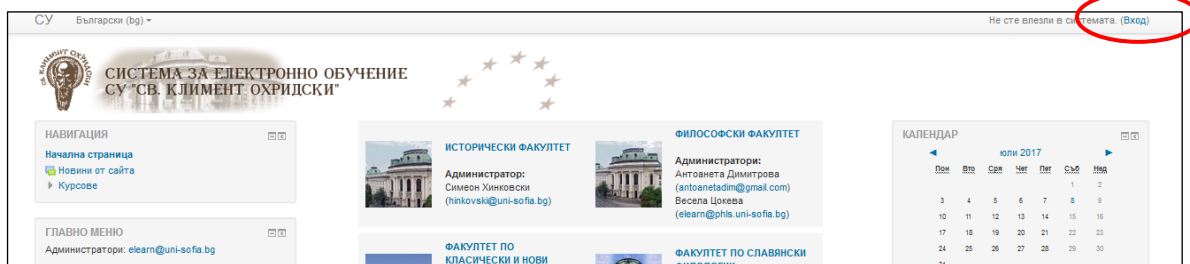 СУ Български (bg)
Не сте влезли в системата. (Вход)
СВ. КЛИМЕНТ ОХРИДСКИ
СИСТЕМА ЗА ЕЛЕКТРОННО ОБУЧЕНИЕ
СУ "СВ. КЛИМЕНТ ОХРИДСКИ"
НАВИГАЦИЯ
Начална страница
Новини от сайта
Курсове
ГЛАВНО МЕНЮ
Администратори: elearn@uni-sofia.bg
ИСТОРИЧЕСКИ ФАКУЛТЕТ
Администратор:
Симеон Хинковски
(hinkovski@uni-sofia.bg)
ФИЛОСОФСКИ ФАКУЛТЕТ
Администратори:
Антоанета Димитрова
(antoanetadim@gmail.com)
Весела Цокева
(elearn@phls.uni-sofia.bg)
ФАКУЛТЕТ ПО
КЛАСИЧЕСКИ И НОВИ
ФАКУЛТЕТ ПО СЛАВЯНСКИ
КАЛЕНДАР
юли 2017
Пон Вто Сря Чет Пет Съб Нед
1 2
3 4 5 6 7 8 9
10 11 12 13 14 15 16
17 18 19 20 21 22 23
24 25 26 27 28 29 30